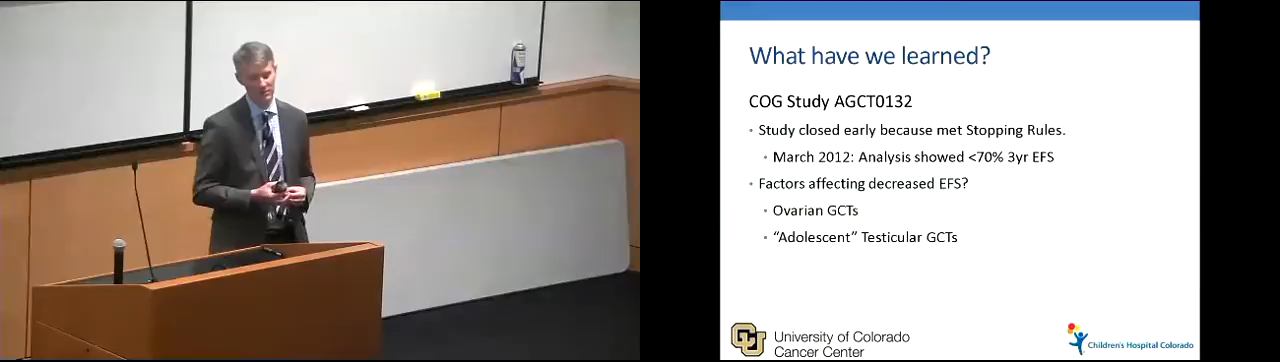 What have we learned?
COG Study AGCT0132
• Study closed early because met Stopping Rules.
• March 2012: Analysis showed <70% 3yr EFS
• Factors affecting decreased EFS?
• Ovarian GCTs
• “Adolescent” Testicular GCTs
CU
University of Colorado
Cancer Center
Children's Hospital Colorado